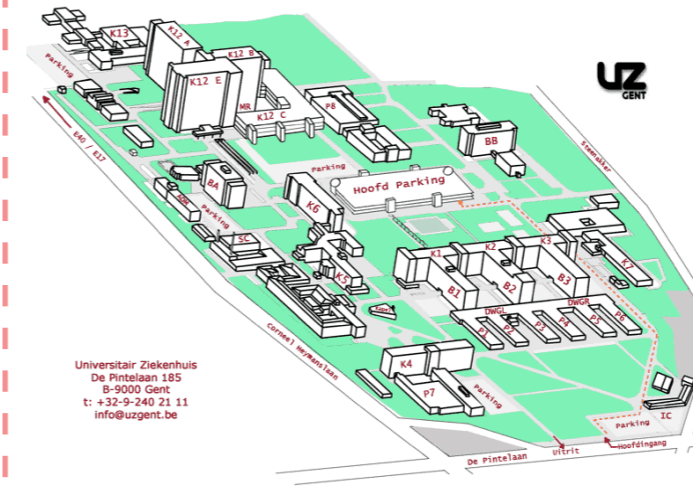 K13
K12 A
K12 B
K12 E
MR
K12 C
P8
Parking
UZ
GENT
BB
Steenakker
E40 / E17
Parking
Hoofd Parking
BA
K6
Parking
SC
K5
K1
K2
K3
K7
B1
B2
B3
DWGL
DWGR
P1
P2
P3
P4
P5
P6
Corneel Heymanslaan
K4
P7
Parking
IC
Parking
Hoofdingang
Uitrit
De Pintelaan
Universitair Ziekenhuis
De Pintelaan 185
B-9000 Gent
t: +32-9-240 21 11
info@uzgent.be